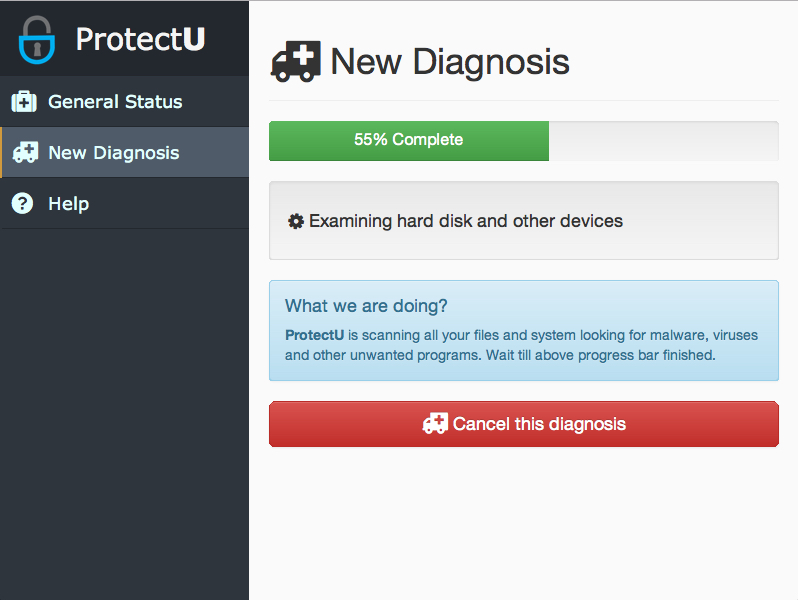 ProtectU
General Status
New Diagnosis
Help
New Diagnosis
55% Complete
Examining hard disk and other devices
What we are doing?
ProtectU is scanning all your files and system looking for malware, viruses
and other unwanted programs. Wait till above progress bar finished.
Cancel this diagnosis